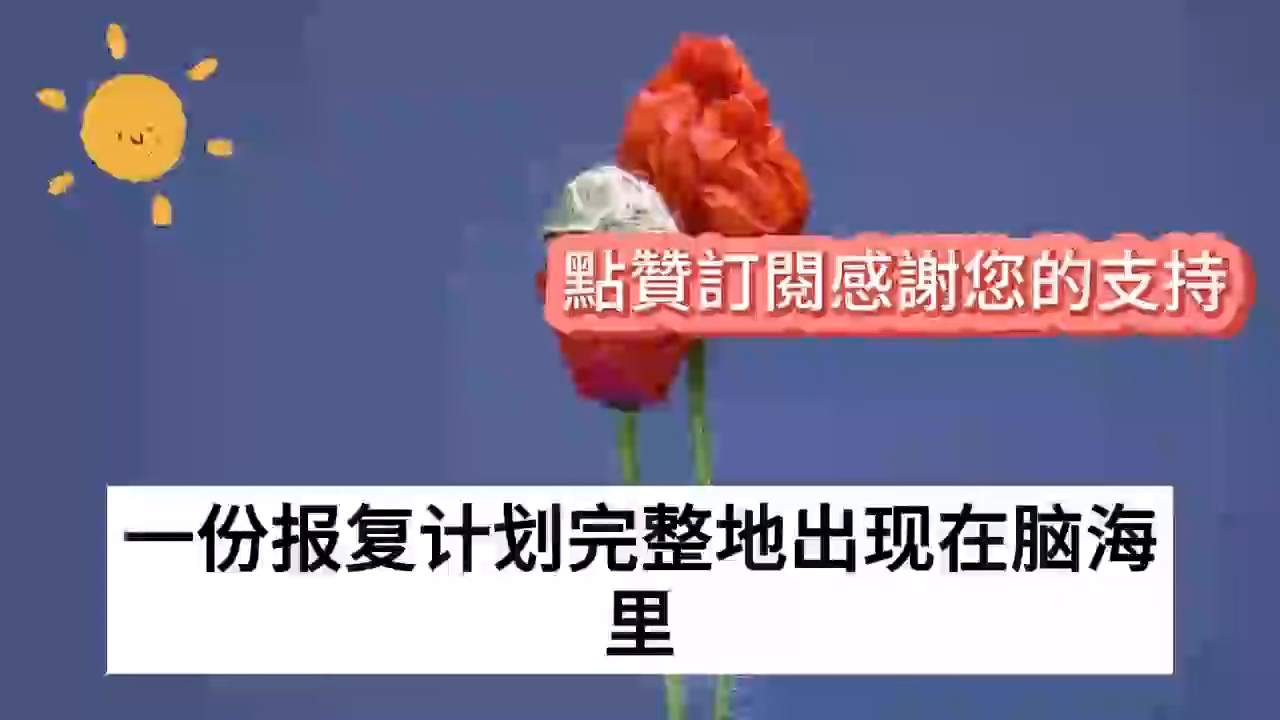 點贊訂閱感謝您的支持
一份报复计划完整地出现在脑海
里